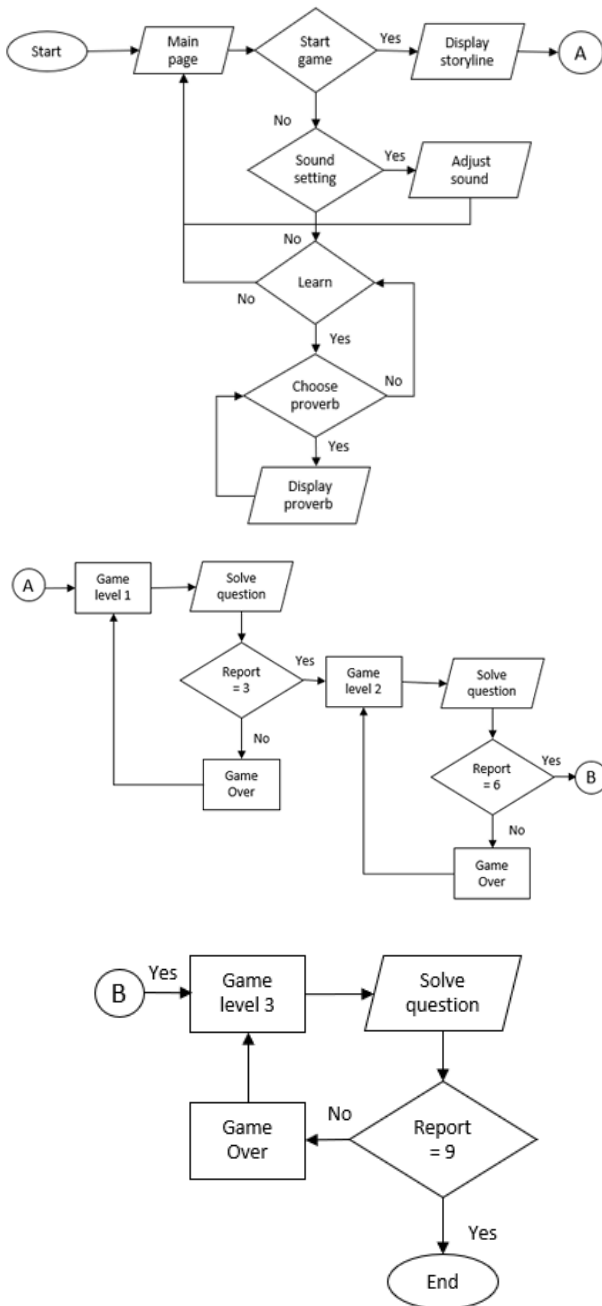 Start
Main
page
Start
game
Yes
Display
storyline
A
No
Sound
setting
Yes
Adjust
sound
No
Learn
No
Yes
Choose
proverb
No
Yes
Display
proverb
A
Game
level 1
Solve
question
Report
= 3
Yes
Game
level 2
Solve
question
No
Game
Over
Report
= 6
Yes
B
No
Game
Over
B
Yes
Game
level 3
Solve
question
Game
Over
No
Report
= 9
Yes
End